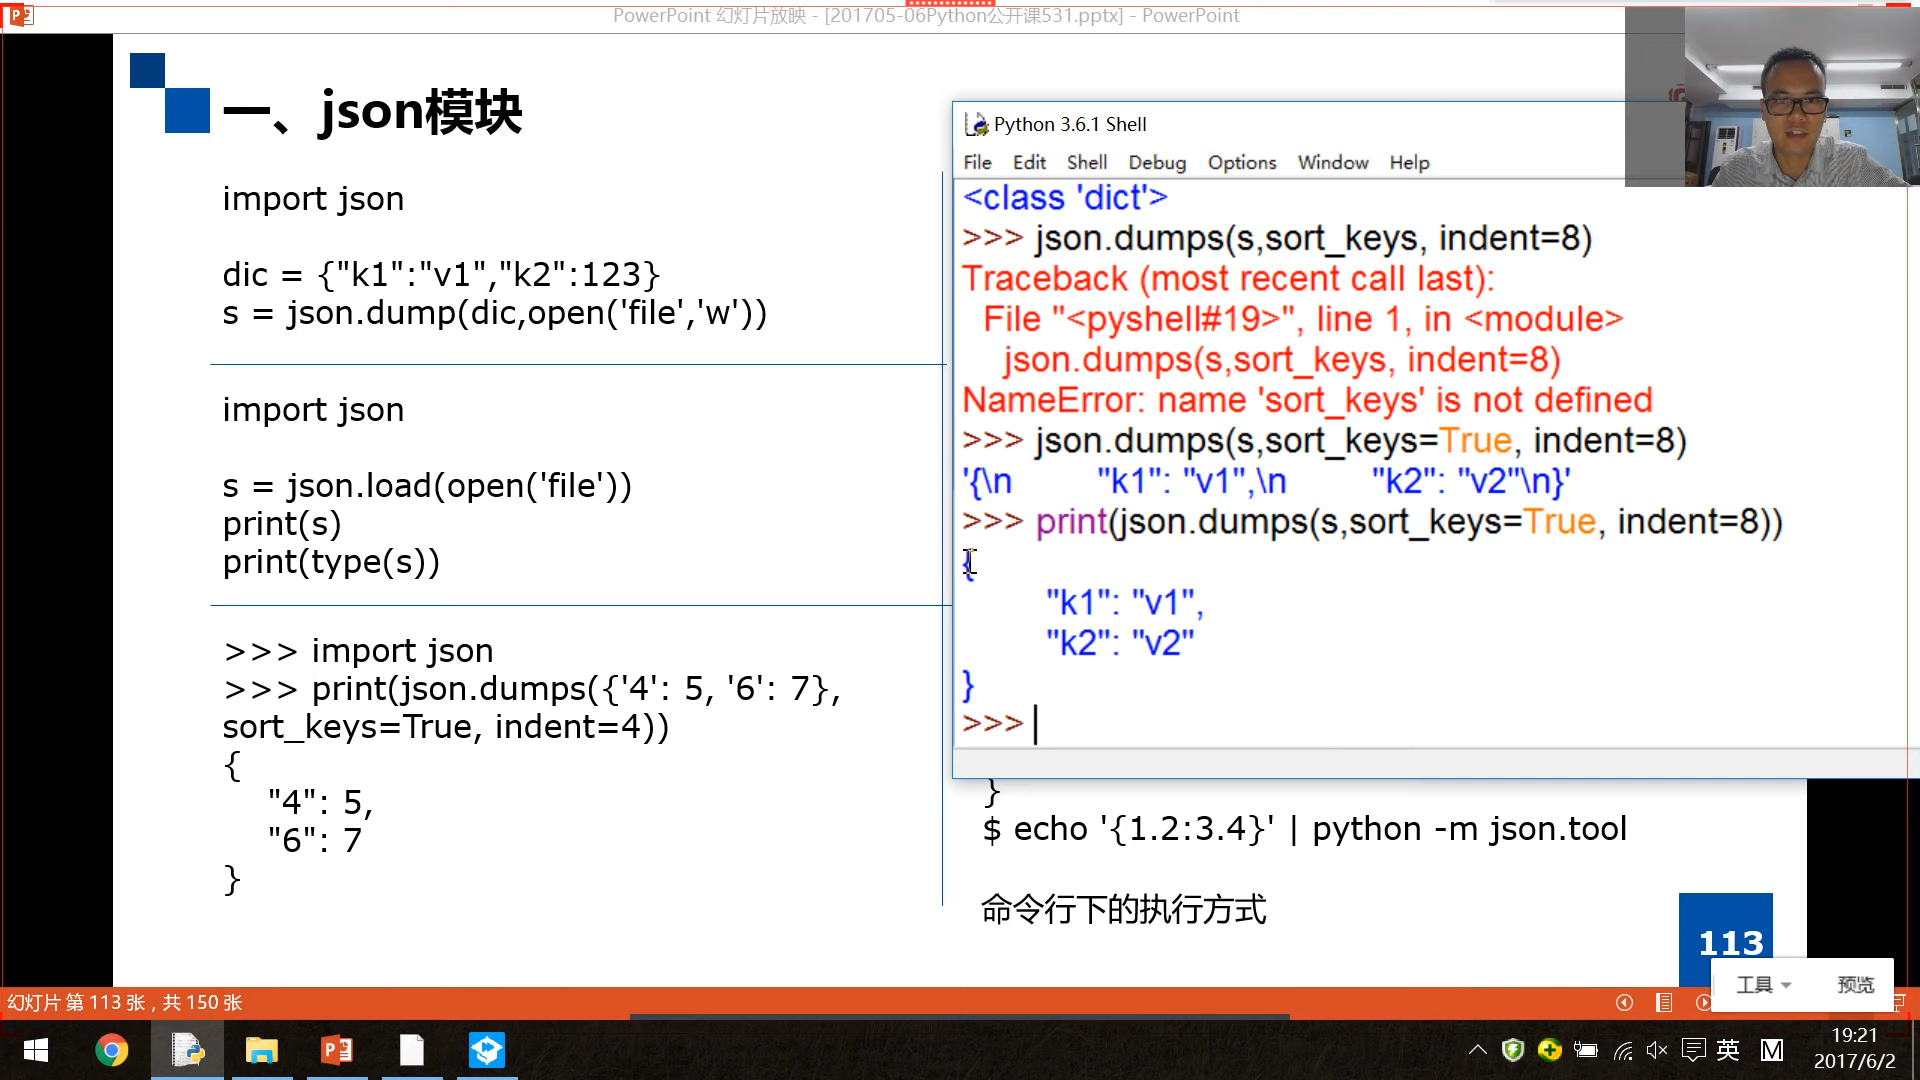 PowerPoint 幻灯片放映 - [201705-06Python公开课531.pptx] - PowerPoint
一、json模块
import json
dic = {"k1":"v1","k2":123}
s = json.dump(dic,open('file','w'))
import json
s = json.load(open('file'))
print(s)
print(type(s))
>>> import json
>>> print(json.dumps({'4': 5, '6': 7},
sort_keys=True, indent=4))
{
"4": 5,
"6": 7
}
Python 3.6.1 Shell
File Edit Shell Debug Options Window Help
<class 'dict'>
>>> json.dumps(s,sort_keys, indent=8)
Traceback (most recent call last):
File "<pyshell#19>", line 1, in <module>
json.dumps(s,sort_keys, indent=8)
NameError: name 'sort_keys' is not defined
>>> json.dumps(s,sort_keys=True, indent=8)
'{\n        "k1": "v1",\n        "k2": "v2"\n}'
>>> print(json.dumps(s,sort_keys=True, indent=8))
{
"k1": "v1",
"k2": "v2"
}
>>>
}
$ echo '{1.2:3.4}' | python -m json.tool
命令行下的执行方式
113
工具 预览
幻灯片 第 113 张，共 150 张
英 M
19:21
2017/6/2